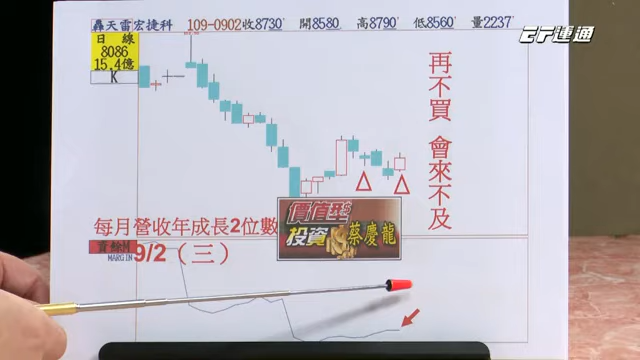 轟天雷宏捷科 109-0902收8730' 開8580' 高8790' 低8560' 量2237'
日線
8086
15.4億
K
再不買 會來不及
每月營收年成長2位數
價值型
投資 蔡慶龍
資餘M
MARGIN 9/2（三）